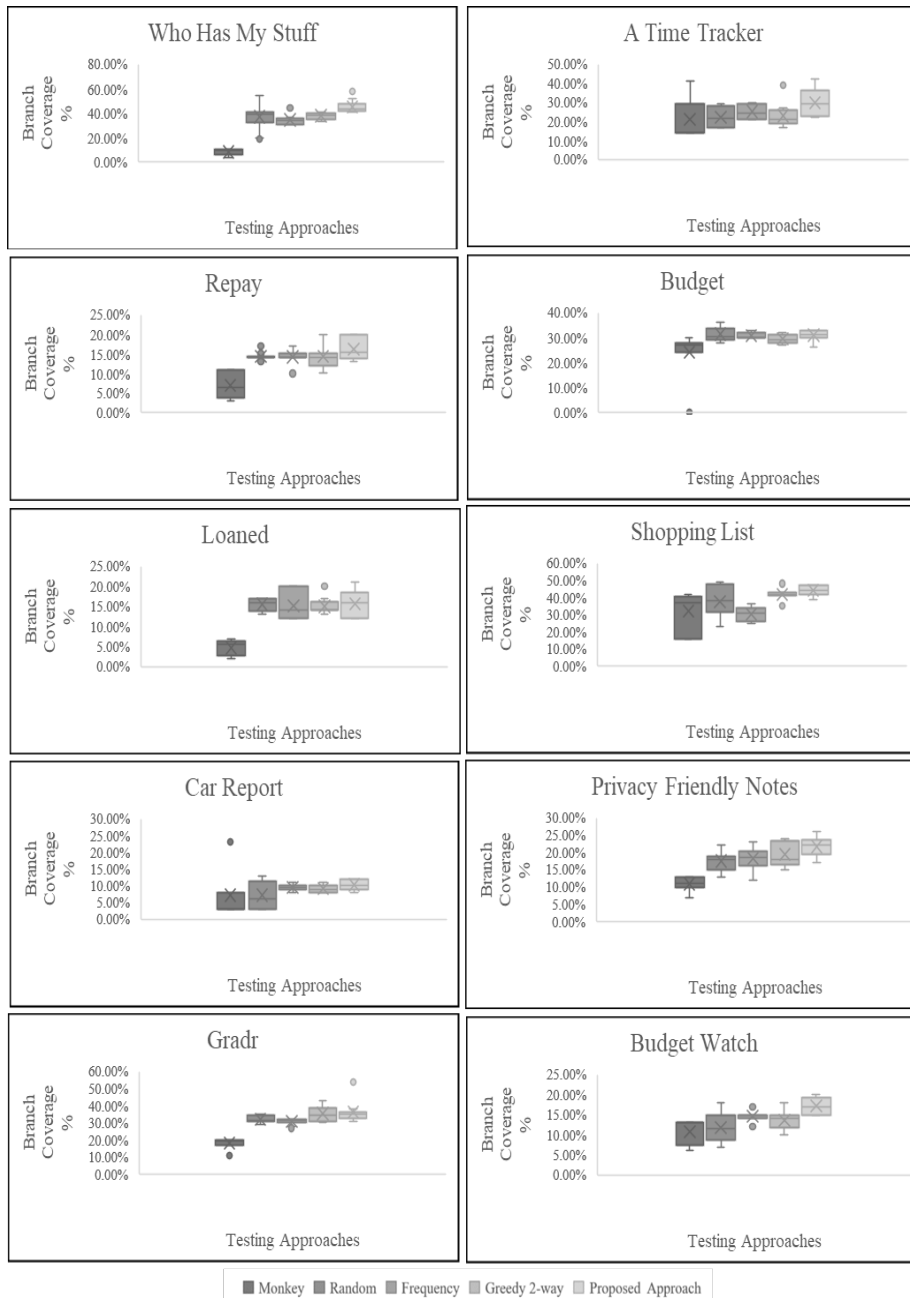 Who Has My Stuff
Branch
Coverage
%
80.00%
60.00%
40.00%
20.00%
0.00%
Testing Approaches
A Time Tracker
Branch
Coverage
%
50.00%
40.00%
30.00%
20.00%
10.00%
0.00%
Testing Approaches
Repay
Branch
Coverage
%
25.00%
20.00%
15.00%
10.00%
5.00%
0.00%
Testing Approaches
Budget
Branch
Coverage
%
40.00%
30.00%
20.00%
10.00%
0.00%
Testing Approaches
Loaned
Branch
Coverage
%
25.00%
20.00%
15.00%
10.00%
5.00%
0.00%
Testing Approaches
Shopping List
Branch
Coverage
%
60.00%
50.00%
40.00%
30.00%
20.00%
10.00%
0.00%
Testing Approaches
Car Report
Branch
Coverage
%
30.00%
25.00%
20.00%
15.00%
10.00%
5.00%
0.00%
Testing Approaches
Privacy Friendly Notes
Branch
Coverage
%
30.00%
25.00%
20.00%
15.00%
10.00%
5.00%
0.00%
Testing Approaches
Gradr
Branch
Coverage
%
60.00%
50.00%
40.00%
30.00%
20.00%
10.00%
0.00%
Testing Approaches
Budget Watch
Branch
Coverage
%
25.00%
20.00%
15.00%
10.00%
5.00%
0.00%
Testing Approaches
Monkey Random Frequency Greedy 2-way Proposed Approach